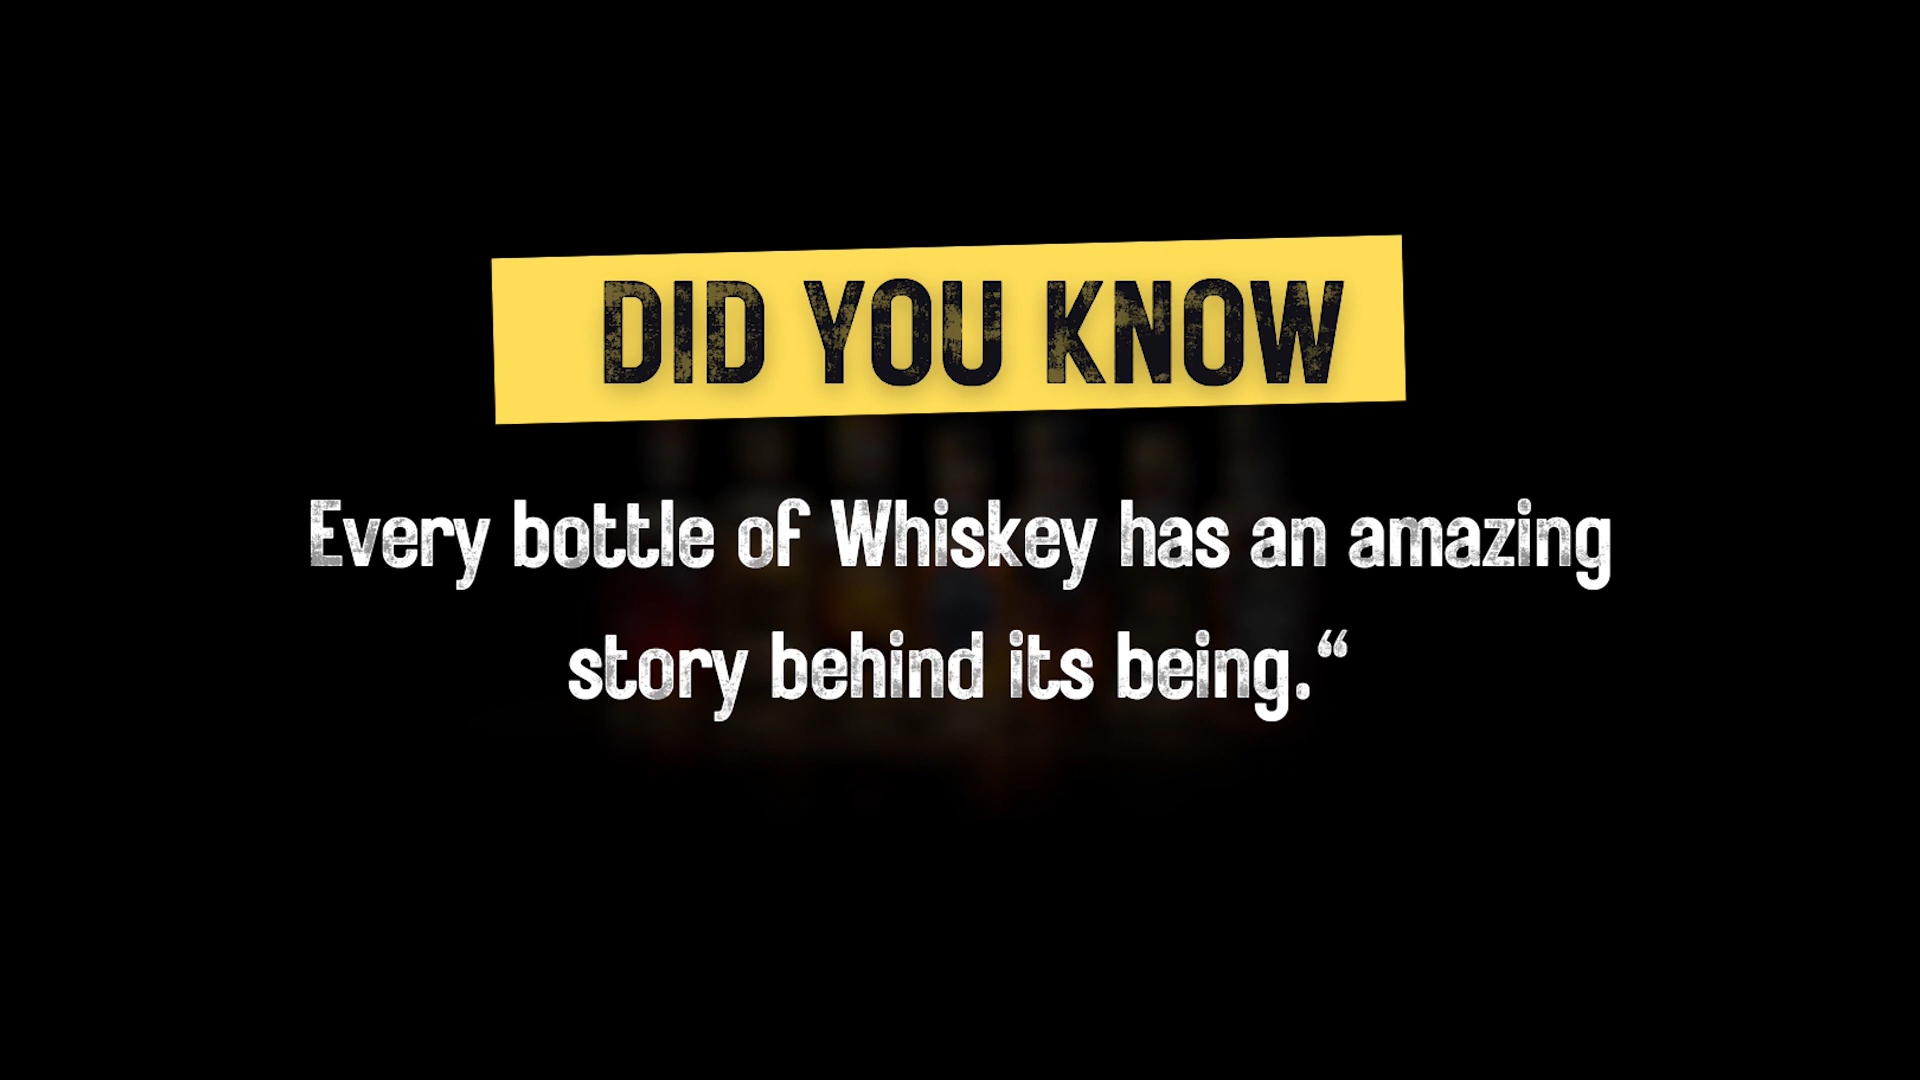 DID YOU KNOW
Every bottle of Whiskey has an amazing
story behind its being.“